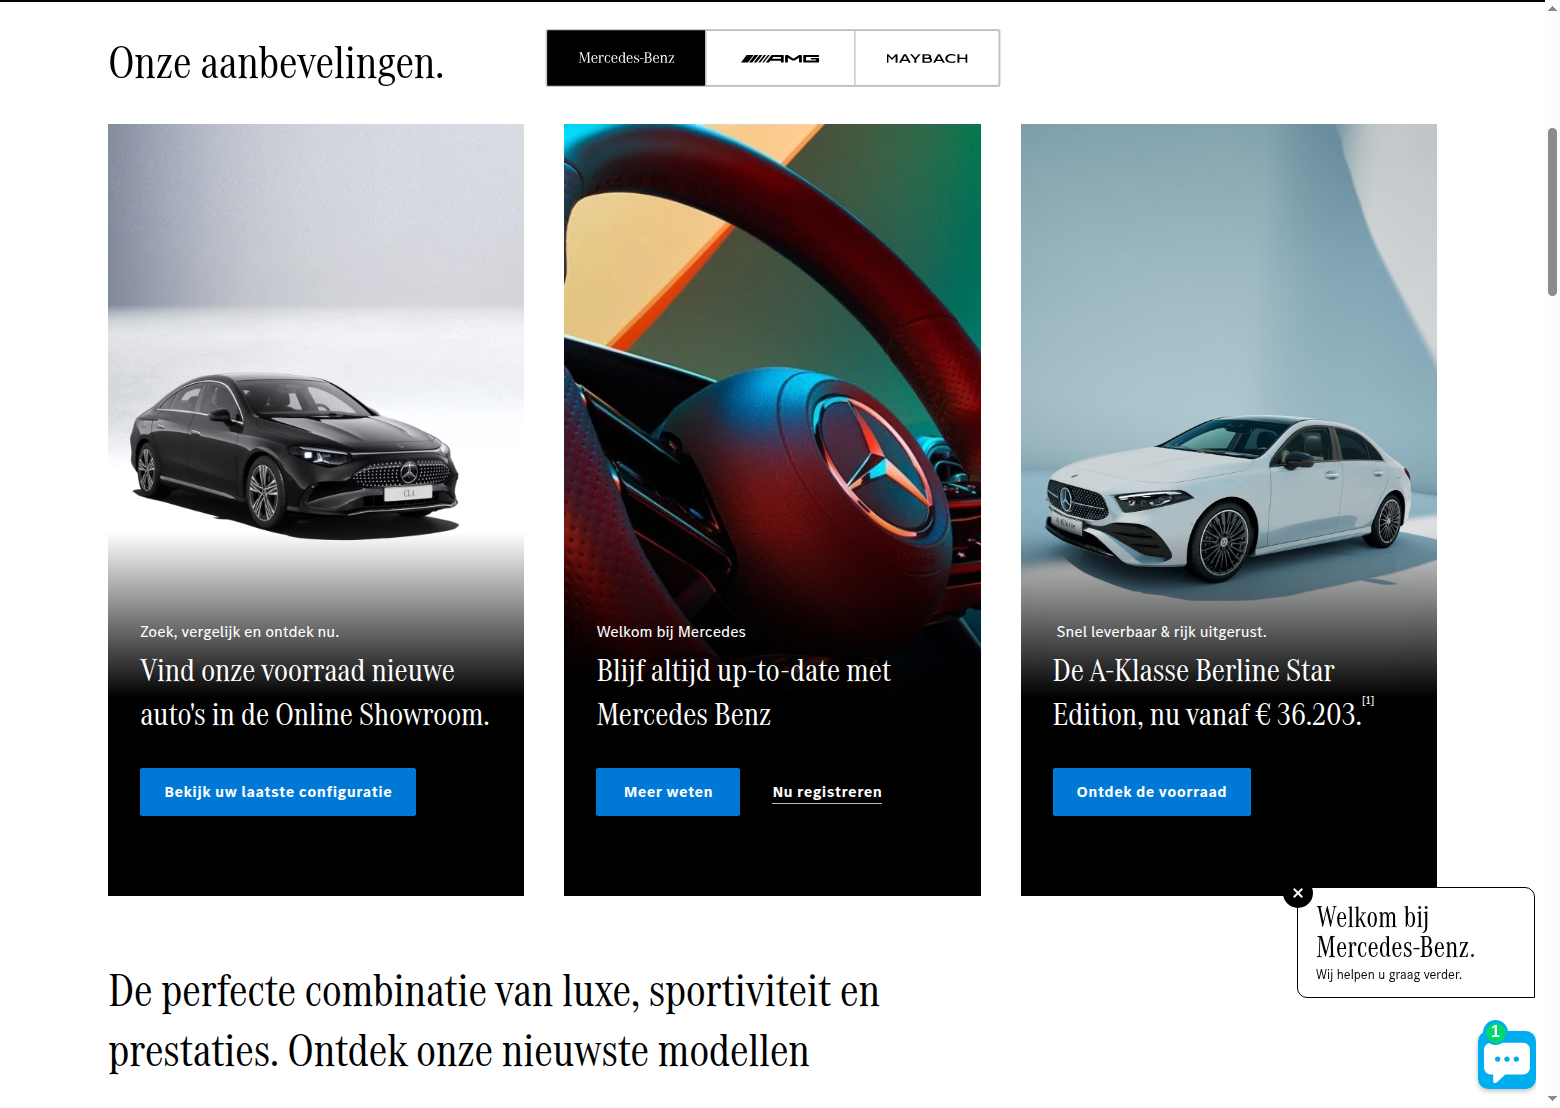 Onze aanbevelingen.
Mercedes-Benz
AMG
MAYBACH
CLA
Zoek, vergelijk en ontdek nu.
Vind onze voorraad nieuwe
auto's in de Online Showroom.
Bekijk uw laatste configuratie
Welkom bij Mercedes
Blijf altijd up-to-date met
Mercedes Benz
Meer weten
Nu registreren
A-Klasse
Snel leverbaar & rijk uitgerust.
De A-Klasse Berline Star
Edition, nu vanaf € 36.203.[1]
Ontdek de voorraad
De perfecte combinatie van luxe, sportiviteit en
prestaties. Ontdek onze nieuwste modellen
Welkom bij
Mercedes-Benz.
Wij helpen u graag verder.
1